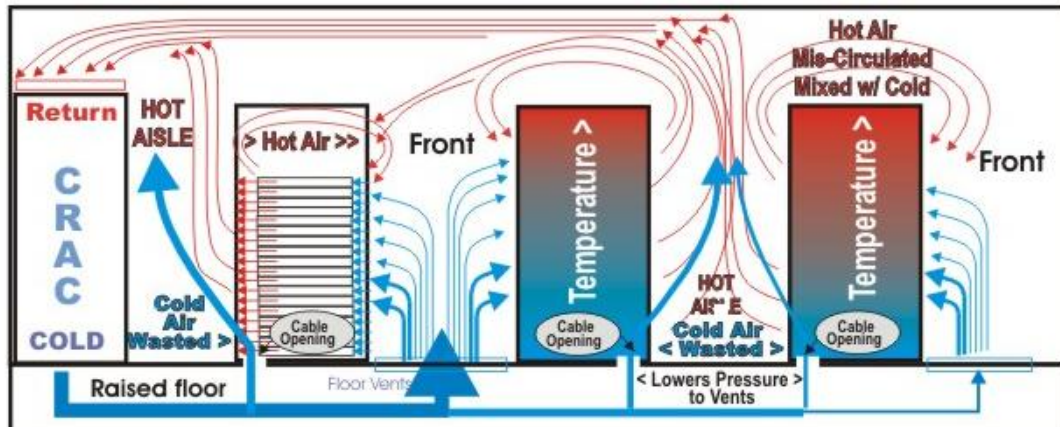 Return
C
R
A
C
COLD
HOT
AISLE
Cold
Air
Wasted >
Raised floor
> Hot Air >>
Cable
Opening
Floor Vents
Front
Temperature >
Cable
Opening
HOT
Cold Air
< Wasted >
< Lowers Pressure >
to Vents
Hot Air
Mis-Circulated
Mixed w/ Cold
Temperature >
Cable
Opening
Front